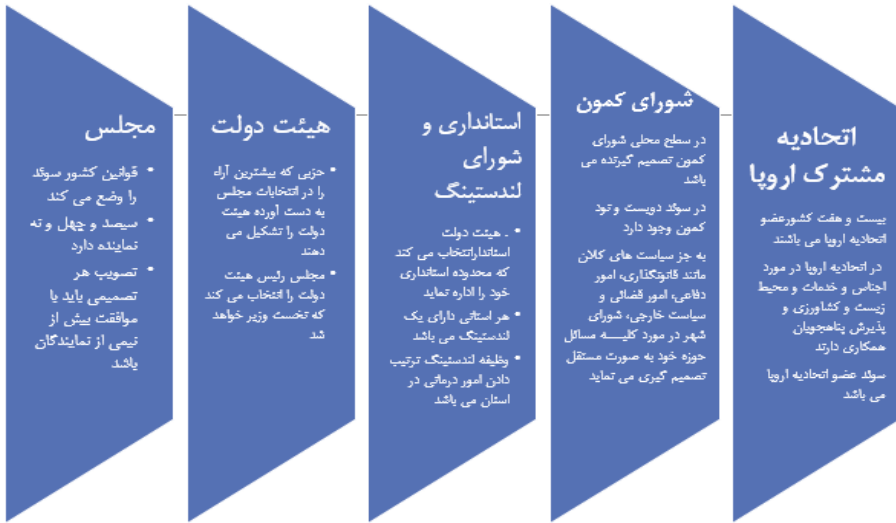 اتحادیه
مشترک اروپا
بیست و هفت کشورعضو
اتحادیه اروپا می باشند
در اتحادیه اروپا در مورد
اجناس و خدمات و محیط
زیست و کشاورزی و
پذیرش پناهجویان
همکاری دارند
سوئد عضو اتحادیه اروپا
می باشد
شورای کمون
در سطح محلی شورای
کمون تصمیم گیرنده می
باشد
در سوئد دویست و نود
کمون وجود دارد
به جز سیاست های کلان
مانند قانونگذاری، امور
دفاعی، امور قضائی و
سیاست خارجی، شورای
شهر در مورد کلیــه مسائل
حوزه خود به صورت مستقل
تصمیم گیری می نماید
استانداری و
شورای
لندستینگ
• . هیئت دولت
استاندارانتخاب می کند
که محدوده استانداری
خود را اداره نماید
• هر استانی دارای یک
لندستینگ می باشد
• وظیفه لندستینگ ترتیب
دادن امور درمانی در
استان می باشد
هیئت دولت
• حزبی که بیشترین آراء
را در انتخابات مجلس
به دست آورده هیئت
دولت را تشکیل می
دهند
• مجلس رئیس هیئت
دولت را انتخاب می کند
که نخست وزیر خواهد
شد
مجلس
• قوانین کشور سوئد
را وضع می کند
• سیصد و چهل و نه
نماینده دارد
• تصویب هر
تصمیمی باید با
موافقت بیش از
نیمی از نمایندگان
باشد